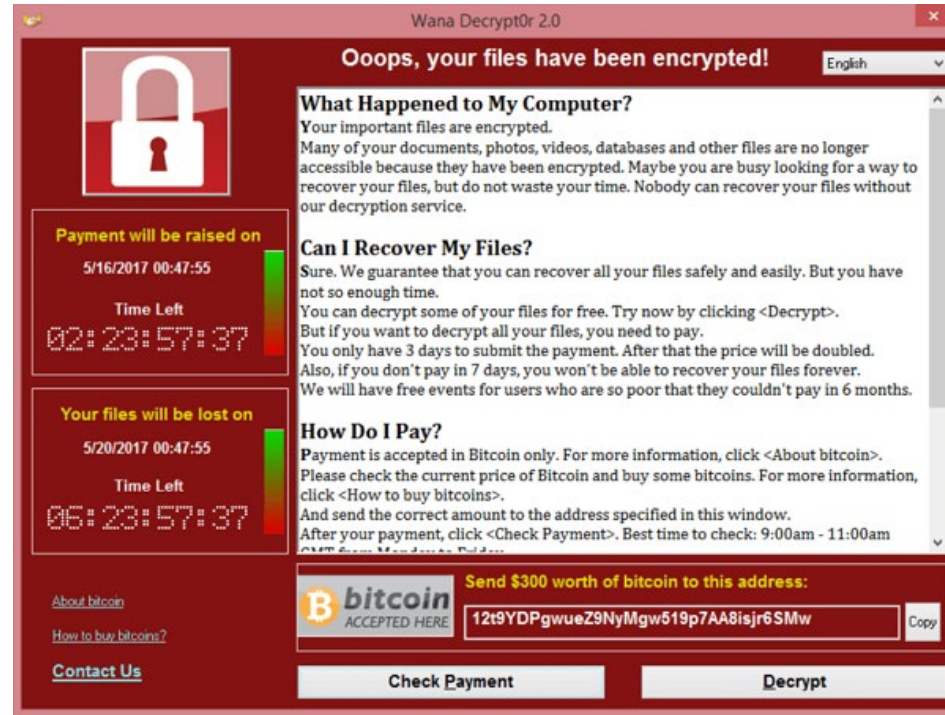 Wana Decrypt0r 2.0
Ooops, your files have been encrypted!
English
Payment will be raised on
5/16/2017 00:47:55
Time Left
02:23:57:37
Your files will be lost on
5/20/2017 00:47:55
Time Left
06:23:57:37
About bitcoin
How to buy bitcoins?
Contact Us
What Happened to My Computer?
Your important files are encrypted.
Many of your documents, photos, videos, databases and other files are no longer
accessible because they have been encrypted. Maybe you are busy looking for a way to
recover your files, but do not waste your time. Nobody can recover your files without
our decryption service.
Can I Recover My Files?
Sure. We guarantee that you can recover all your files safely and easily. But you have
not so enough time.
You can decrypt some of your files for free. Try now by clicking <Decrypt>.
But if you want to decrypt all your files, you need to pay.
You only have 3 days to submit the payment. After that the price will be doubled.
Also, if you don't pay in 7 days, you won't be able to recover your files forever.
We will have free events for users who are so poor that they couldn't pay in 6 months.
How Do I Pay?
Payment is accepted in Bitcoin only. For more information, click <About bitcoin>.
Please check the current price of Bitcoin and buy some bitcoins. For more information,
click <How to buy bitcoins>.
And send the correct amount to the address specified in this window.
After your payment, click <Check Payment>. Best time to check: 9:00am - 11:00am
GMT from Monday to Friday
bitcoin
ACCEPTED HERE
Send $300 worth of bitcoin to this address:
12t9YDPgwueZ9NyMgw519p7AA8isjr6SMw
Copy
Check Payment
Decrypt